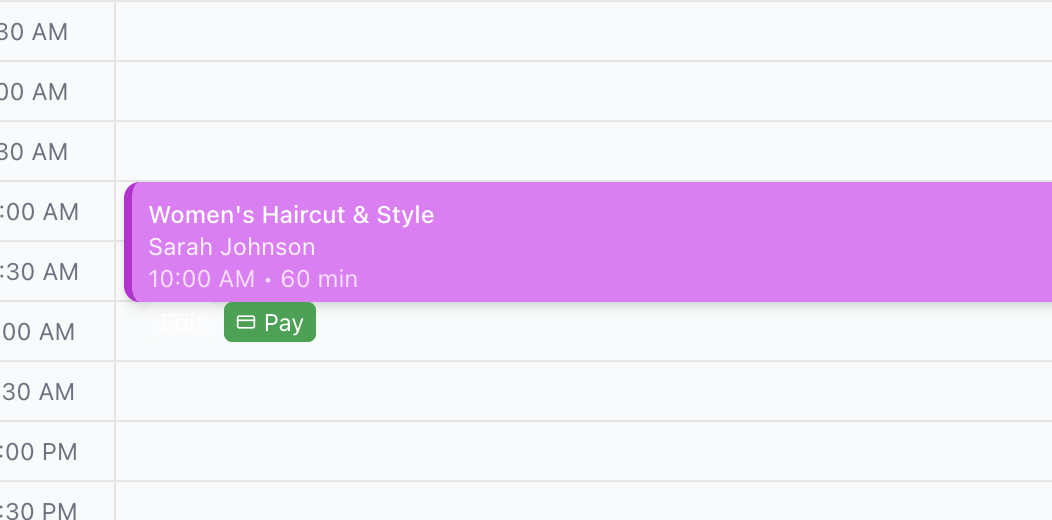 30 AM
00 AM
30 AM
:00 AM
Women's Haircut & Style
Sarah Johnson
10:00 AM • 60 min
:30 AM
00 AM
Edit
Pay
30 AM
:00 PM
:30 PM